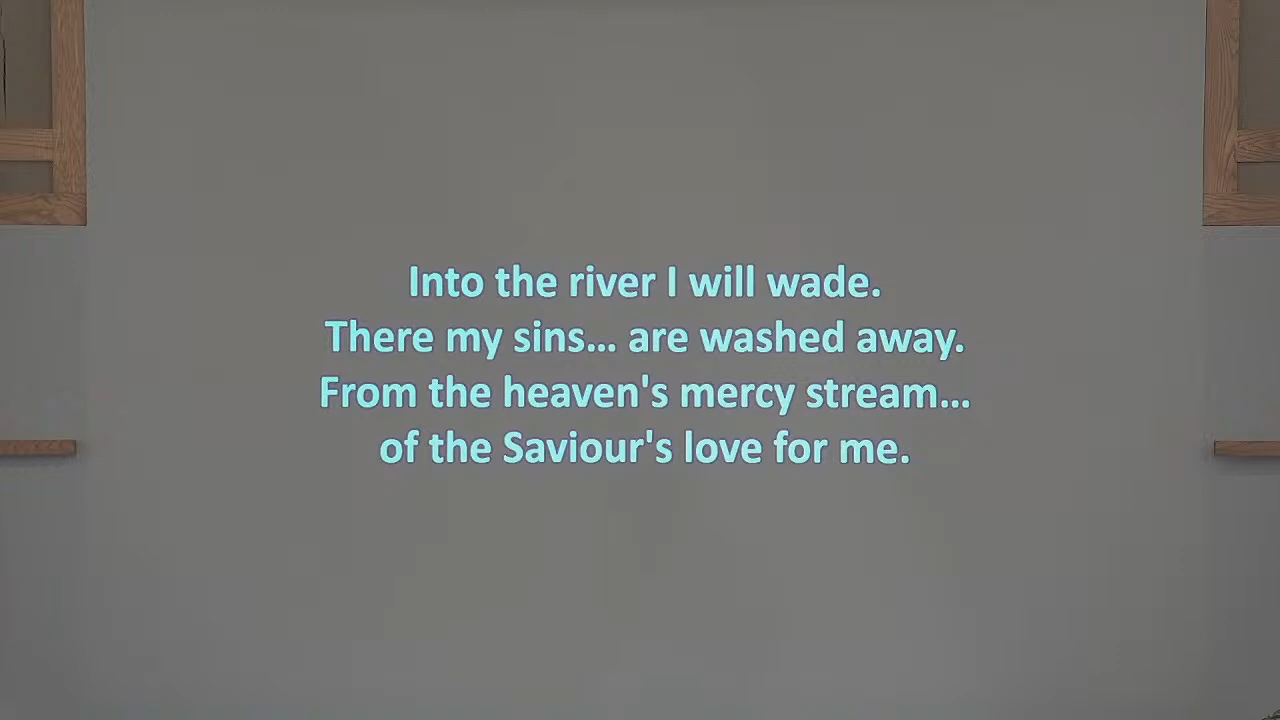 Into the river I will wade.
There my sins... are washed away.
From the heaven's mercy stream...
of the Saviour's love for me.